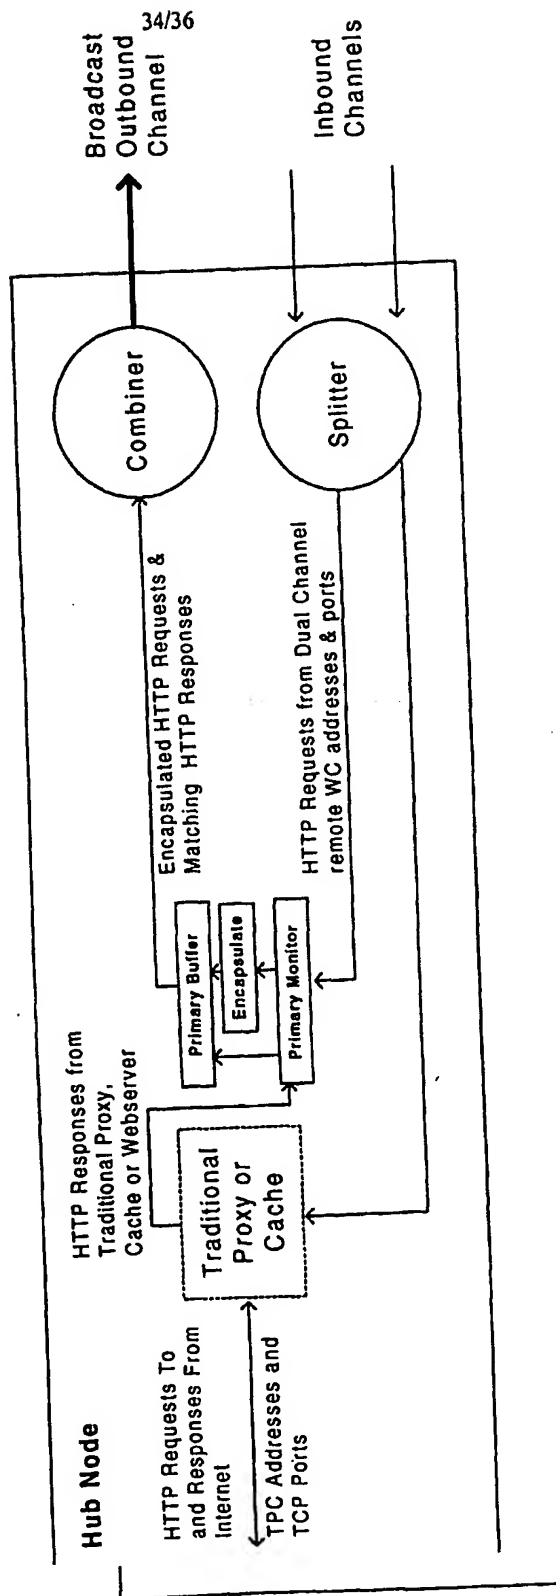 34/36
Hub Node
HTTP Requests To
and Responses From
Internet
TPC Addresses and
TCP Ports
HTTP Responses from
Traditional Proxy,
Cache or Webserver
Traditional
Proxy or
Cache
Primary Buffer
Encapsulate
Primary Monitor
Encapsulated HTTP Requests &
Matching HTTP Responses
HTTP Requests from Dual Channel
remote WC addresses & ports
Combiner
Splitter
Broadcast
Outbound
Channel
Inbound
Channels